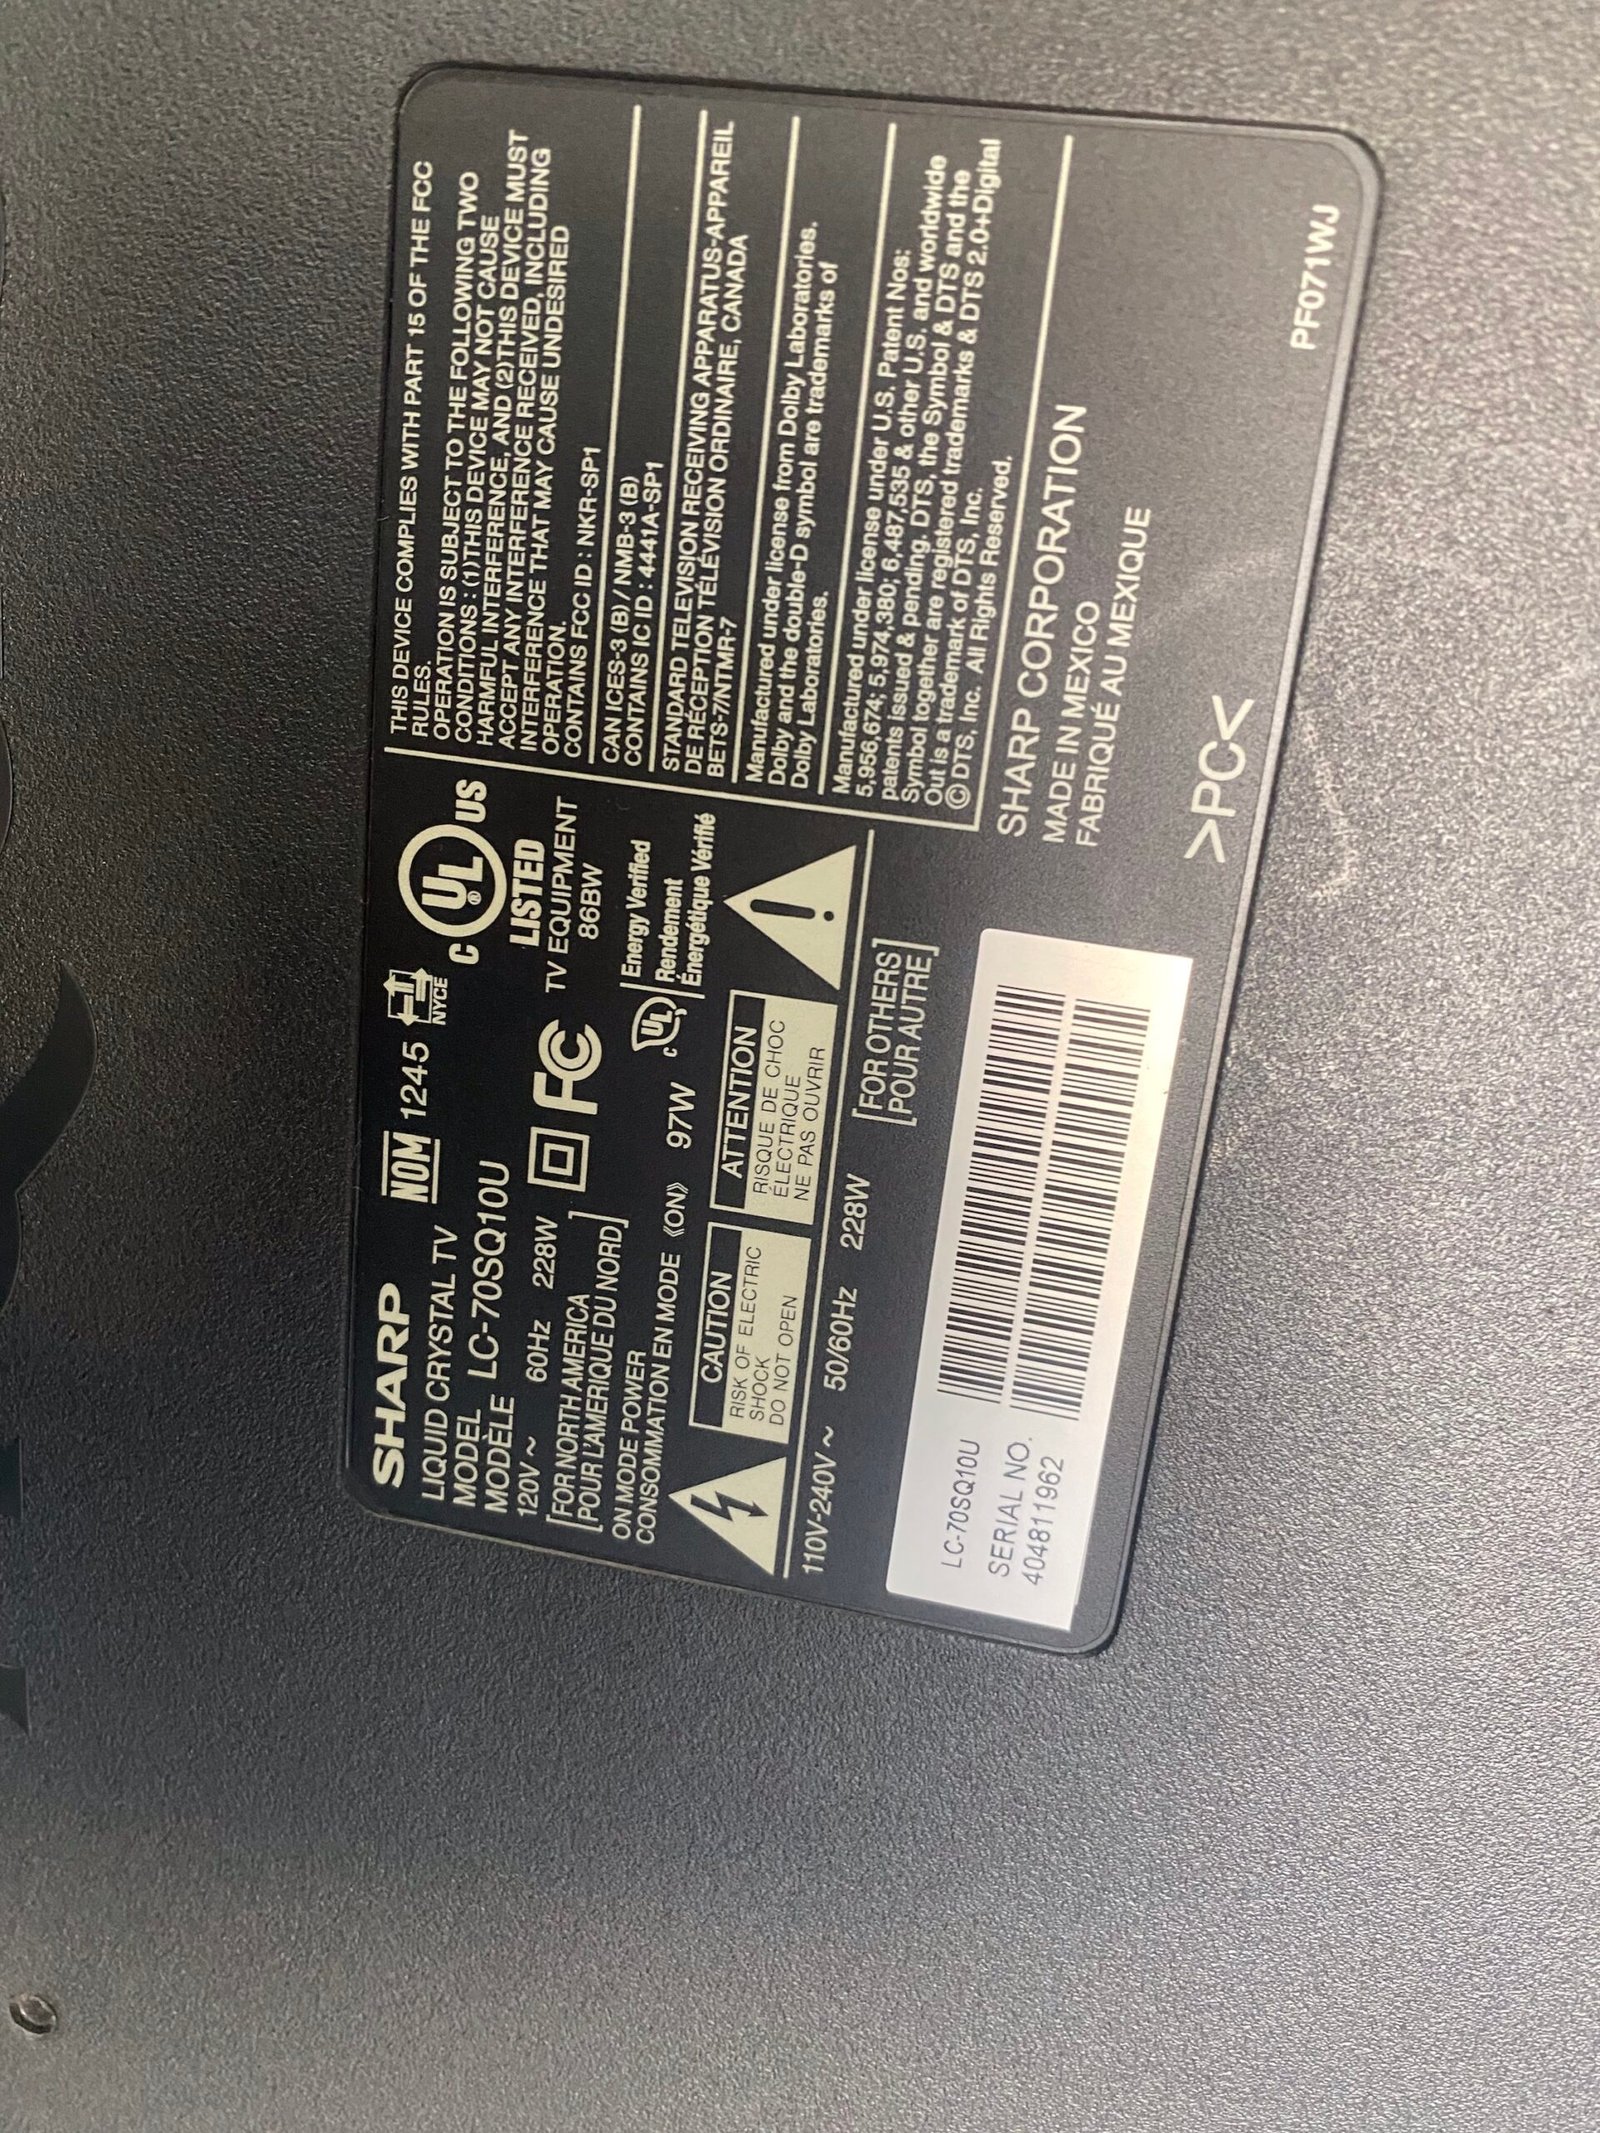 SHARP
LIQUID CRYSTAL TV
NOM 1245 NYCE
MODEL
MODÈLE LC-70SQ10U
120V ~ 60Hz 228W
[FOR NORTH AMERICA
POUR L'AMERIQUE DU NORD]
FC
C UL US
®
LISTED
TV EQUIPMENT
86BW
ON MODE POWER
CONSOMMATION EN MODE 《ON》 97W
C UL
Energy Verified
Rendement
Énergétique Vérifié
CAUTION
RISK OF ELECTRIC
SHOCK
DO NOT OPEN
ATTENTION
RISQUE DE CHOC
ÉLECTRIQUE
NE PAS OUVRIR
110V-240V ~ 50/60Hz 228W
[FOR OTHERS]
[POUR AUTRE]
LC-70SQ10U
SERIAL NO.
404811962
THIS DEVICE COMPLIES WITH PART 15 OF THE FCC
RULES.
OPERATION IS SUBJECT TO THE FOLLOWING TWO
CONDITIONS : (1)THIS DEVICE MAY NOT CAUSE
HARMFUL INTERFERENCE, AND (2)THIS DEVICE MUST
ACCEPT ANY INTERFERENCE RECEIVED, INCLUDING
INTERFERENCE THAT MAY CAUSE UNDESIRED
OPERATION.
CONTAINS FCC ID : NKR-SP1
CAN ICES-3 (B) / NMB-3 (B)
CONTAINS IC ID : 4441A-SP1
STANDARD TELEVISION RECEIVING APPARATUS-APPAREIL
DE RÉCEPTION TÉLÉVISION ORDINAIRE, CANADA
BETS-7/NTMR-7
Manufactured under license from Dolby Laboratories.
Dolby and the double-D symbol are trademarks of
Dolby Laboratories.
Manufactured under license under U.S. Patent Nos:
5,956,674; 5,974,380; 6,487,535 & other U.S. and worldwide
patents issued & pending. DTS, the Symbol & DTS and the
Symbol together are registered trademarks & DTS 2.0+Digital
Out is a trademark of DTS, Inc.
© DTS, Inc. All Rights Reserved.
SHARP CORPORATION
MADE IN MEXICO
FABRIQUÉ AU MEXIQUE
>PC<
PF071WJ